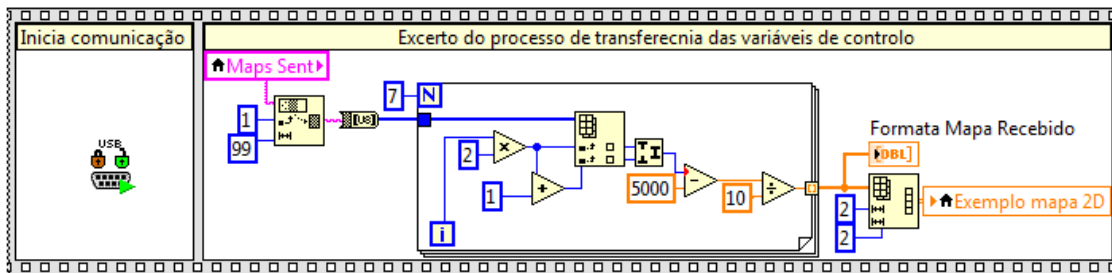 Inicia comunicação
Excerto do processo de transferecnia das variáveis de controlo
Maps Sent
1
99
[U8]
7
N
2
1
i
5000
10
USB
Formata Mapa Recebido
DBL]
2
2
Exemplo mapa 2D